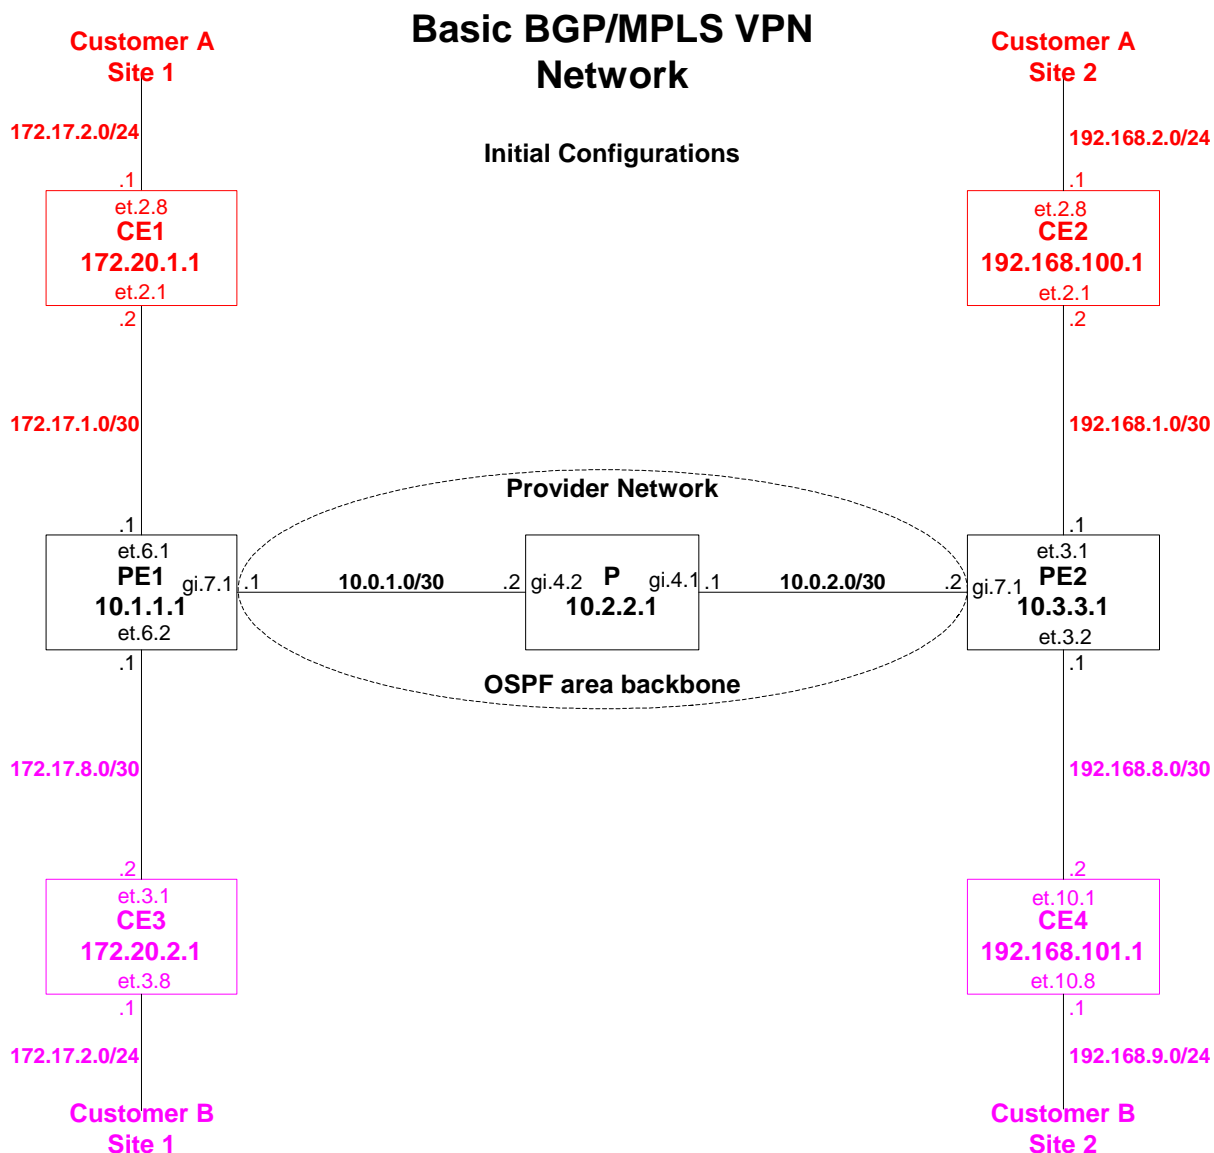 Basic BGP/MPLS VPN
Network
Initial Configurations
Customer A
Site 1
172.17.2.0/24
.1
et.2.8
CE1
172.20.1.1
et.2.1
.2
172.17.1.0/30
Customer A
Site 2
192.168.2.0/24
.1
et.2.8
CE2
192.168.100.1
et.2.1
.2
192.168.1.0/30
Provider Network
.1
et.6.1
PE1
10.1.1.1
et.6.2
gi.7.1
.1
.1
10.0.1.0/30
.2
gi.4.2
P
10.2.2.1
gi.4.1
.1
10.0.2.0/30
.2
gi.7.1
.1
et.3.1
PE2
10.3.3.1
et.3.2
.1
OSPF area backbone
172.17.8.0/30
.2
et.3.1
CE3
172.20.2.1
et.3.8
.1
172.17.2.0/24
Customer B
Site 1
192.168.8.0/30
.2
et.10.1
CE4
192.168.101.1
et.10.8
.1
192.168.9.0/24
Customer B
Site 2